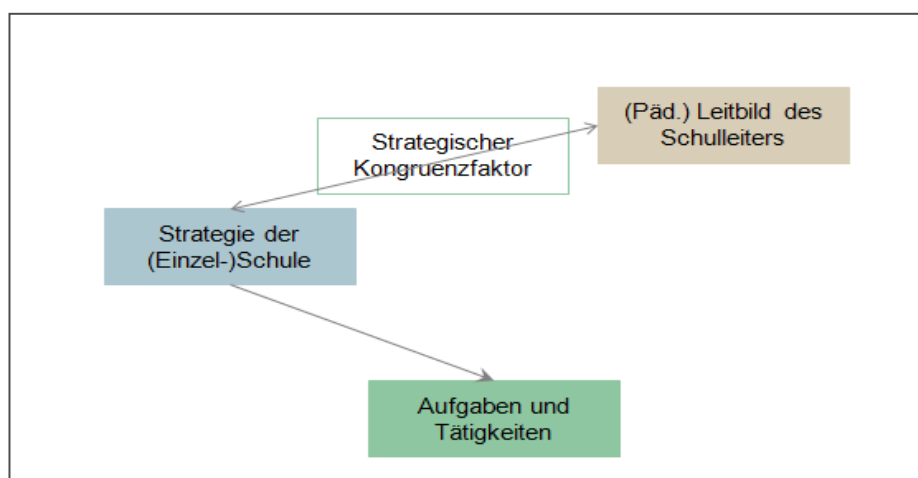 (Päd.) Leitbild des
Schulleiters
Strategischer
Kongruenzfaktor
Strategie der
(Einzel-)Schule
Aufgaben und
Tätigkeiten